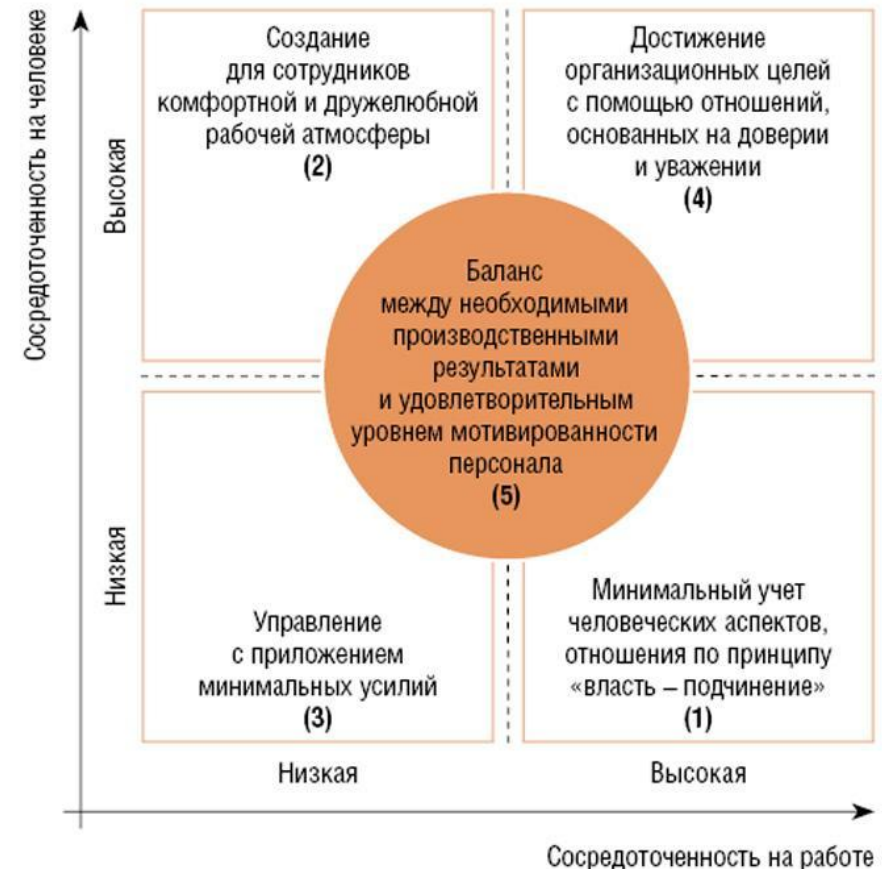 Сосредоточенность на человеке
Высокая
Низкая
Создание
для сотрудников
комфортной и дружелюбной
рабочей атмосферы
(2)
Достижение
организационных целей
с помощью отношений,
основанных на доверии
и уважении
(4)
Баланс
между необходимыми
производственными
результатами
и удовлетворительным
уровнем мотивированности
персонала
(5)
Управление
с приложением
минимальных усилий
(3)
Минимальный учет
человеческих аспектов,
отношения по принципу
«власть – подчинение»
(1)
Низкая
Высокая
Сосредоточенность на работе